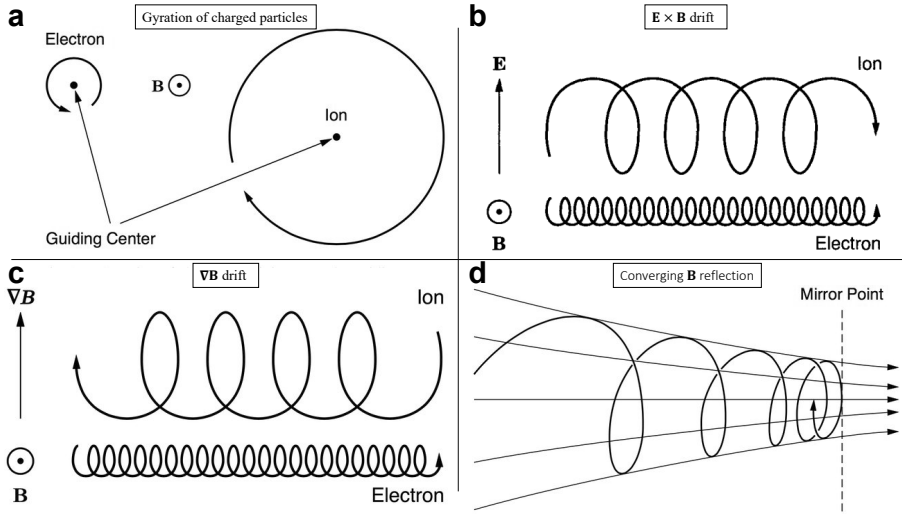 a
Gyration of charged particles
Electron
B
Ion
Guiding Center
b
E × B drift
E
Ion
B
Electron
c
∇B drift
∇B
Ion
B
Electron
d
Converging B reflection
Mirror Point